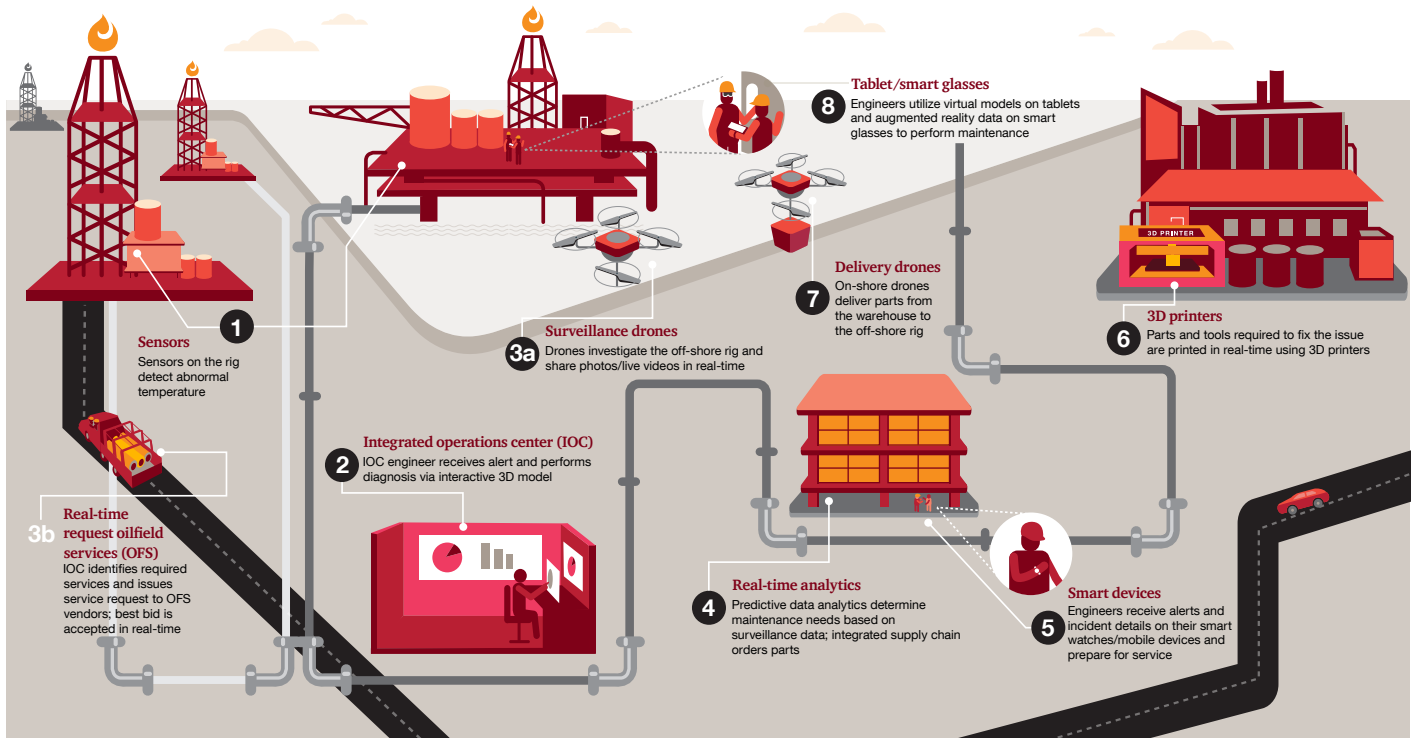 1
Sensors
Sensors on the rig
detect abnormal
temperature
2
Integrated operations center (IOC)
IOC engineer receives alert and performs
diagnosis via interactive 3D model
3a
Surveillance drones
Drones investigate the off-shore rig and
share photos/live videos in real-time
3b
Real-time
request oilfield
services (OFS)
IOC identifies required
services and issues
service request to OFS
vendors; best bid is
accepted in real-time
4
Real-time analytics
Predictive data analytics determine
maintenance needs based on
surveillance data; integrated supply chain
orders parts
5
Smart devices
Engineers receive alerts and
incident details on their smart
watches/mobile devices and
prepare for service
3D PRINTER
6
3D printers
Parts and tools required to fix the issue
are printed in real-time using 3D printers
7
Delivery drones
On-shore drones
deliver parts from
the warehouse to
the off-shore rig
8
Tablet/smart glasses
Engineers utilize virtual models on tablets
and augmented reality data on smart
glasses to perform maintenance